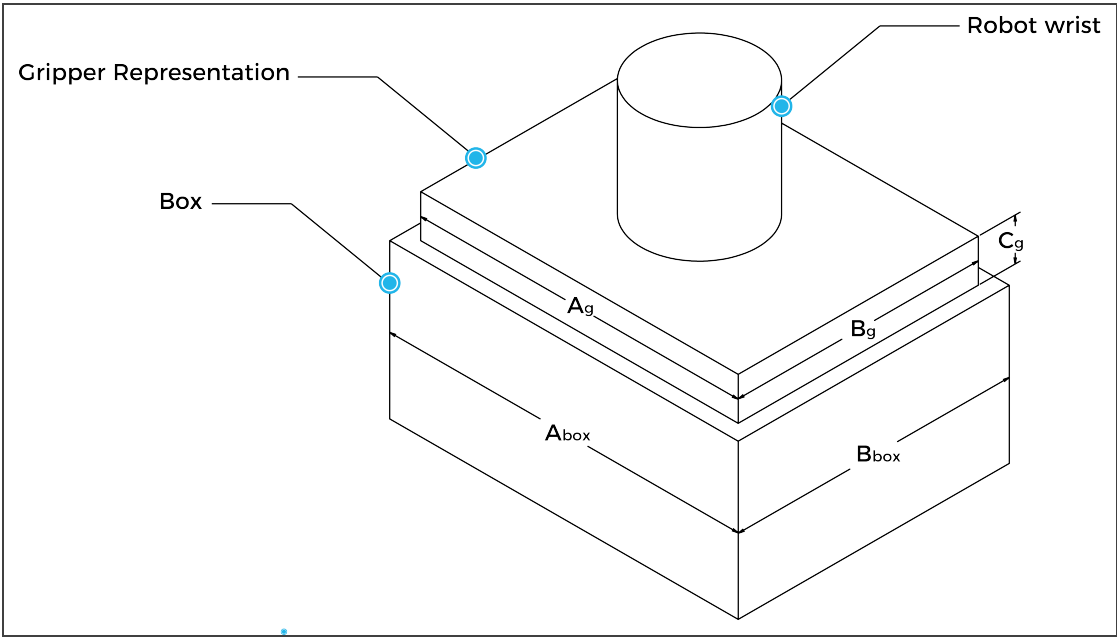 Robot wrist
Gripper Representation
Box
Cg
Ag
Bg
Abox
Bbox